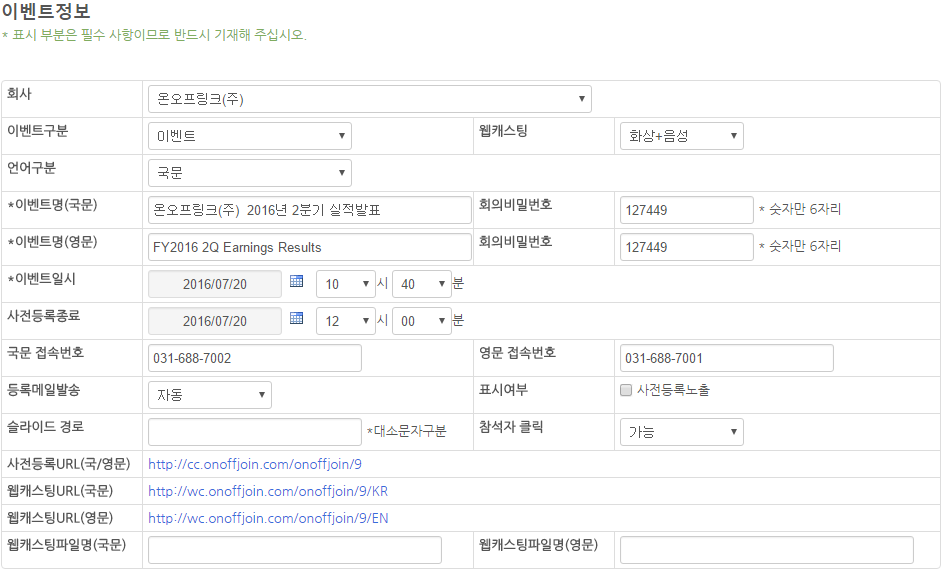 이벤트정보
* 표시 부분은 필수 사항이므로 반드시 기재해 주십시오.
회사 온오프링크(주)
이벤트구분 이벤트 웹캐스팅 화상+음성
언어구분 국문
*이벤트명(국문) 온오프링크(주) 2016년 2분기 실적발표 회의비밀번호 127449 * 숫자만 6자리
*이벤트명(영문) FY2016 2Q Earnings Results 회의비밀번호 127449 * 숫자만 6자리
*이벤트일시 2016/07/20 10 시 40 분
사전등록종료 2016/07/20 12 시 00 분
국문 접속번호 031-688-7002 영문 접속번호 031-688-7001
등록메일발송 자동 표시여부 사전등록노출
슬라이드 경로 *대소문자구분 참석자 클릭 가능
사전등록URL(국/영문) http://cc.onoffjoin.com/onoffjoin/9
웹캐스팅URL(국문) http://wc.onoffjoin.com/onoffjoin/9/KR
웹캐스팅URL(영문) http://wc.onoffjoin.com/onoffjoin/9/EN
웹캐스팅파일명(국문) 웹캐스팅파일명(영문)